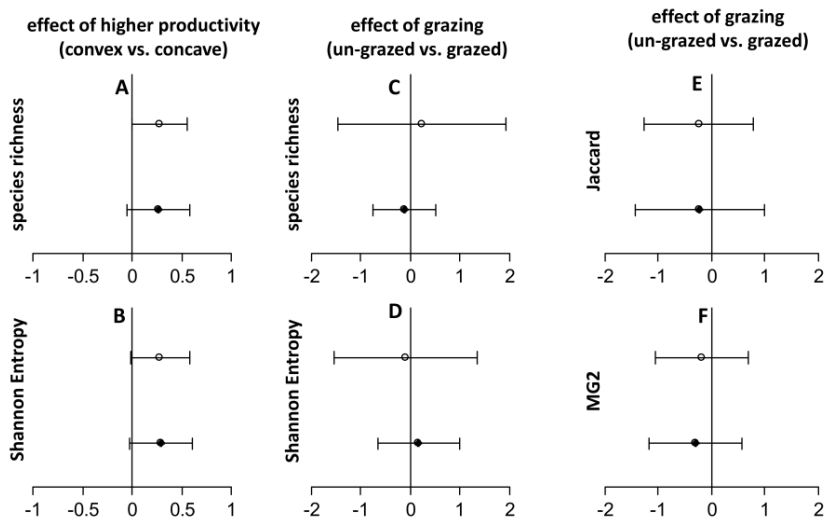 effect of higher productivity
(convex vs. concave)
effect of grazing
(un-grazed vs. grazed)
effect of grazing
(un-grazed vs. grazed)
A
species richness
-1 -0.5 0 0.5 1
C
species richness
-2 -1 0 1 2
E
Jaccard
-2 -1 0 1 2
B
Shannon Entropy
-1 -0.5 0 0.5 1
D
Shannon Entropy
-2 -1 0 1 2
F
MG2
-2 -1 0 1 2